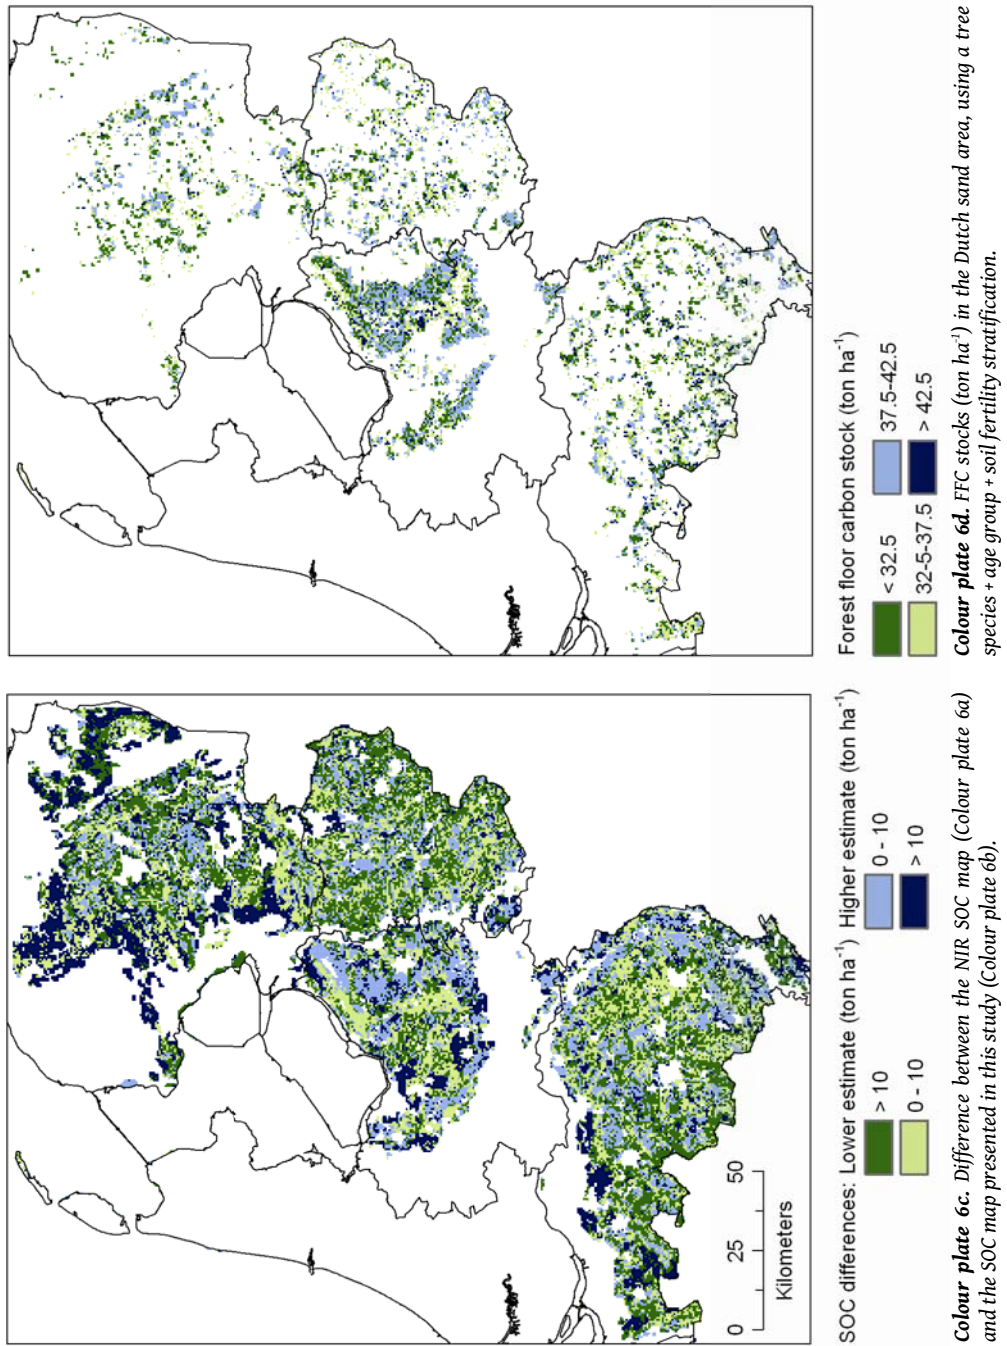 0 25 50
Kilometers
SOC differences: Lower estimate (ton ha-1) Higher estimate (ton ha-1)
> 10 0 - 10
0 - 10 > 10
Colour plate 6c. Difference between the NIR SOC map (Colour plate 6a)
and the SOC map presented in this study (Colour plate 6b).
Forest floor carbon stock (ton ha-1)
< 32.5 37.5-42.5
32-5-37.5 > 42.5
Colour plate 6d. FFC stocks (ton ha-1) in the Dutch sand area, using a tree
species + age group + soil fertility stratification.